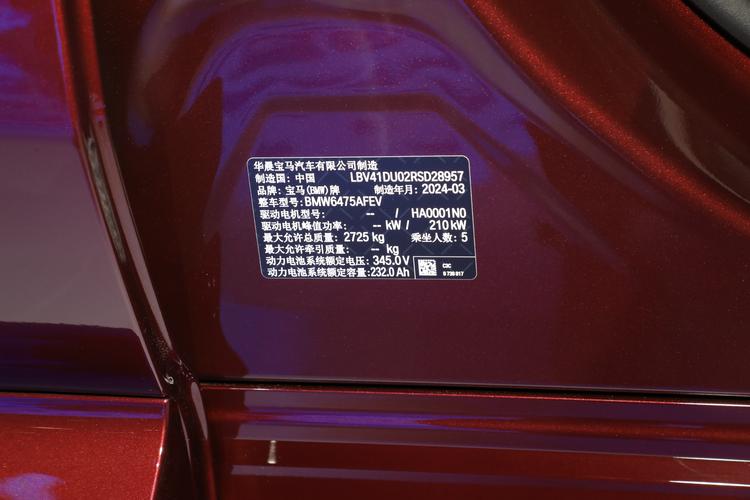 华晨宝马汽车有限公司制造
制造国: 中国 LBV41DU02RSD28957
品牌: 宝马(BMW)牌 制造年月: 2024-03
整车型号: BMW6475AFEV
驱动电机型号: -- / HA0001N0
驱动电机峰值功率: -- kW / 210 kW
最大允许总质量: 2725 kg 乘坐人数: 5
最大允许牵引质量: -- kg
动力电池系统额定电压: 345.0 V
动力电池系统额定容量: 232.0 Ah
C2C